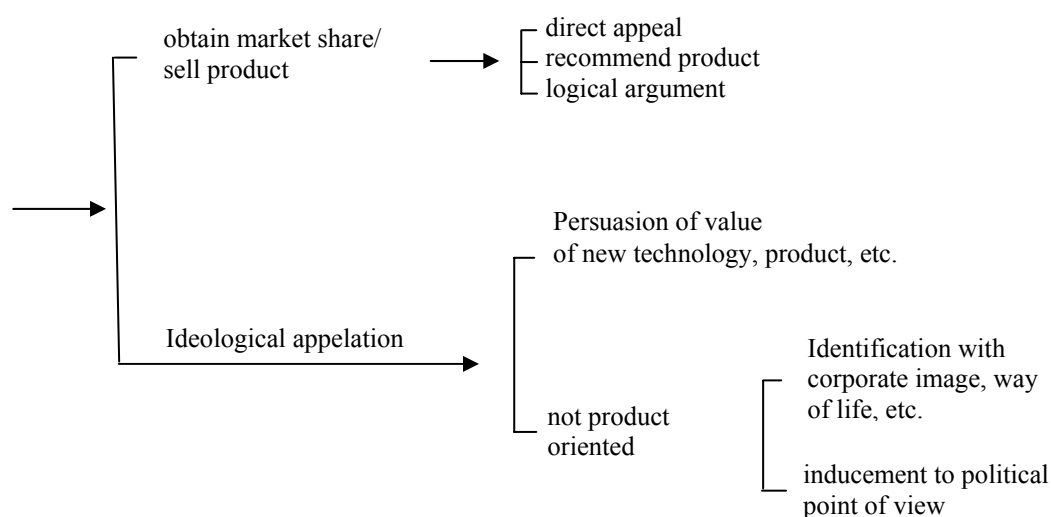 obtain market share/
sell product
direct appeal
recommend product
logical argument
Persuasion of value
of new technology, product, etc.
Ideological appelation
not product
oriented
Identification with
corporate image, way
of life, etc.
inducement to political
point of view